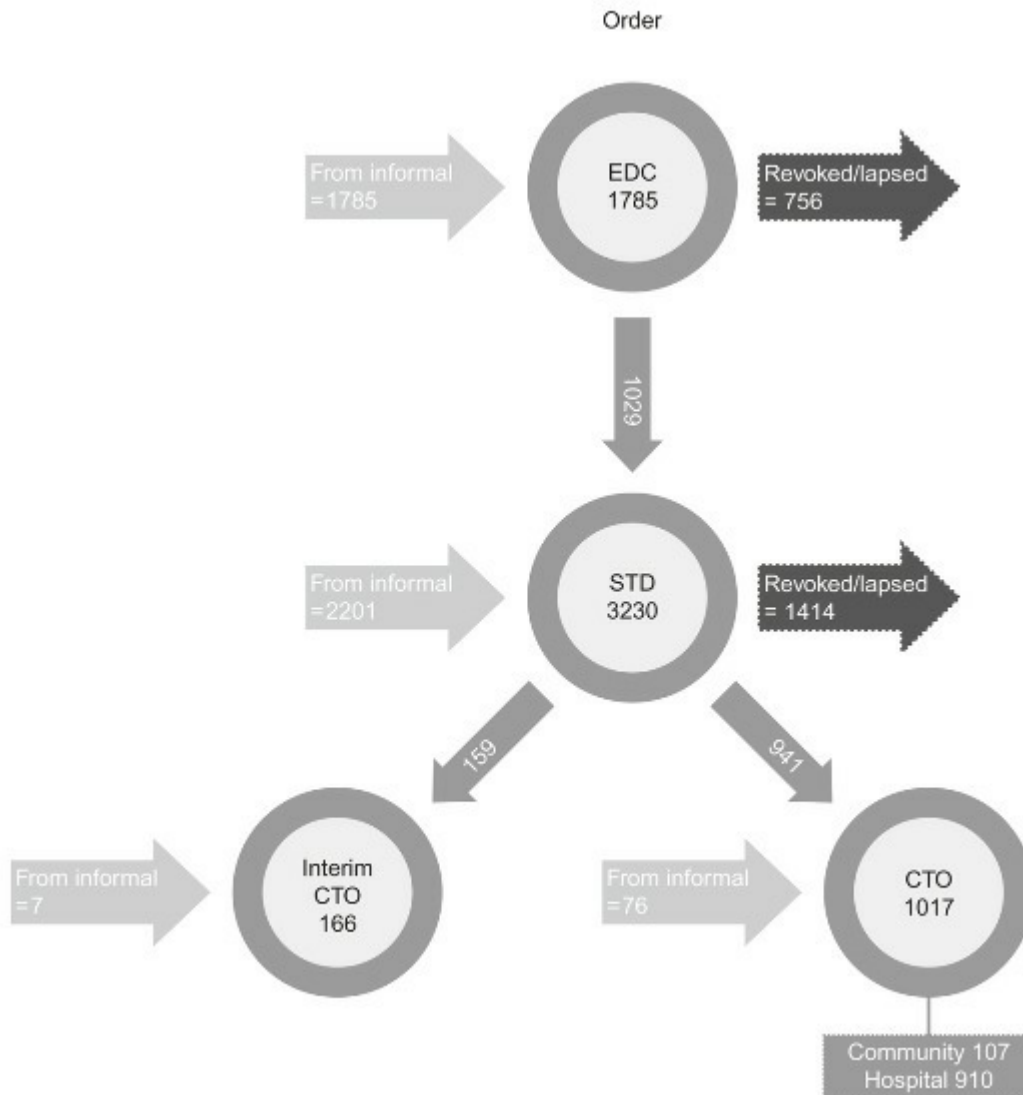 Order
From informal
=1785
EDC
1785
Revoked/lapsed
= 756
1029
From informal
=2201
STD
3230
Revoked/lapsed
= 1414
159
941
From informal
=7
Interim
CTO
166
From informal
=76
CTO
1017
Community 107
Hospital 910